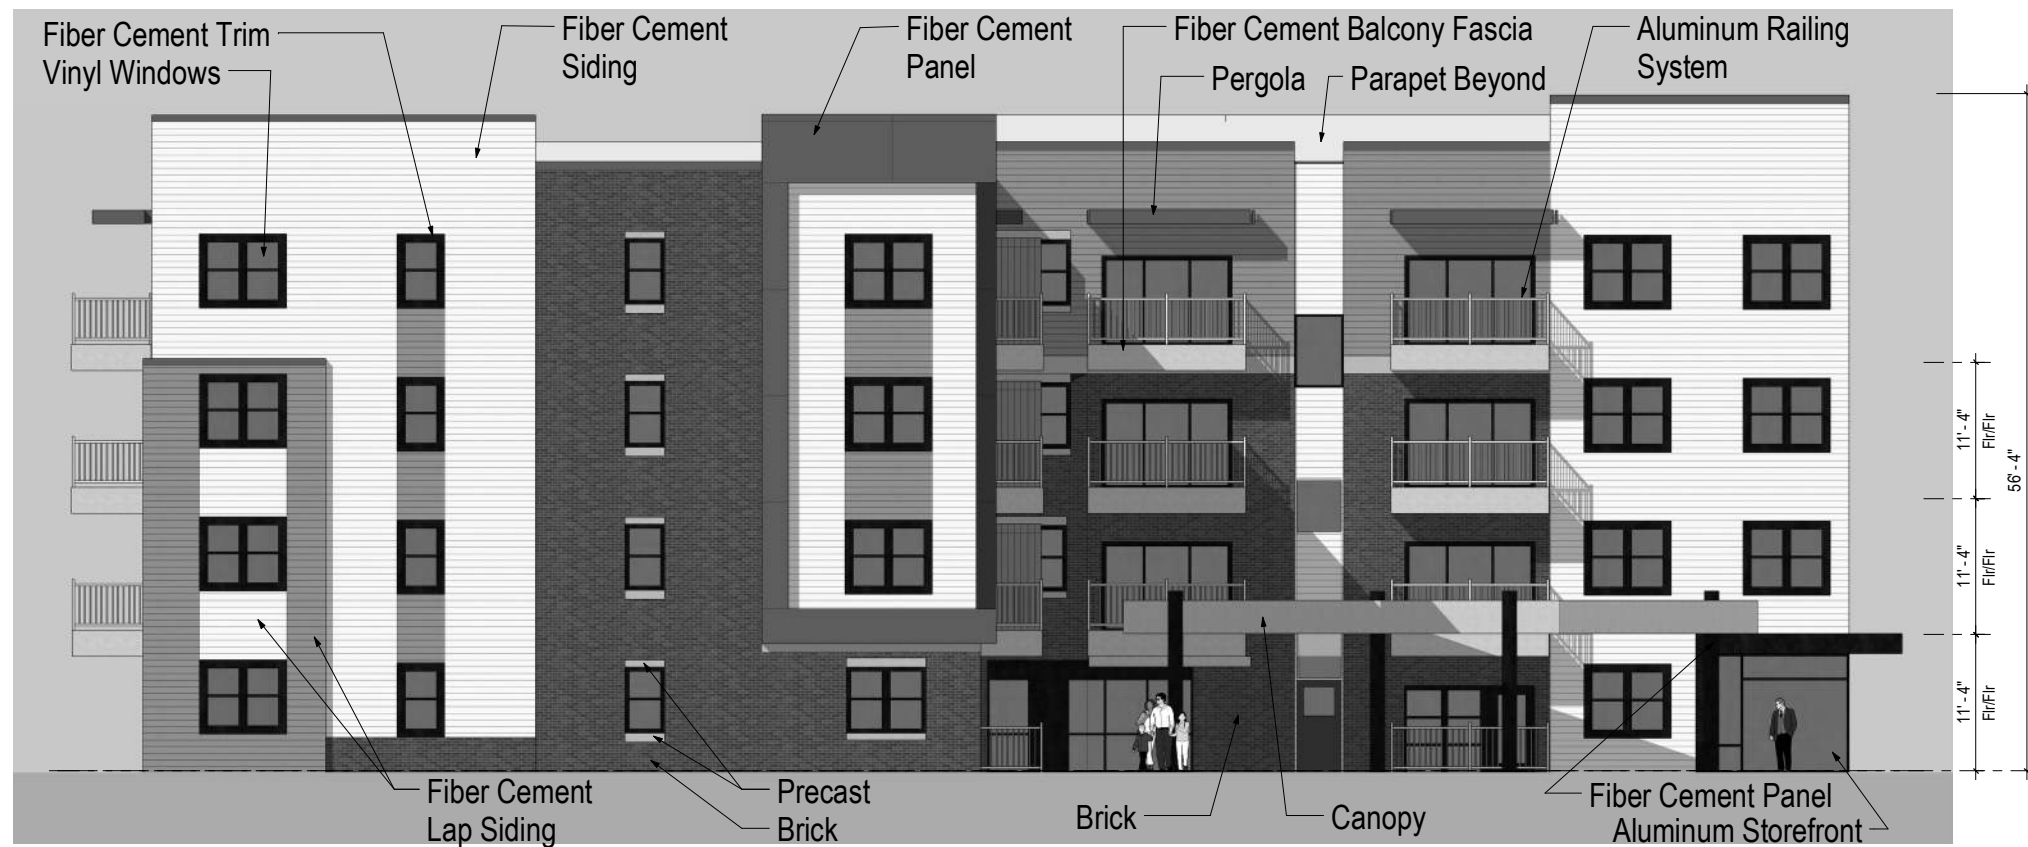 Fiber Cement Trim
Vinyl Windows
Fiber Cement
Siding
Fiber Cement
Panel
Fiber Cement Balcony Fascia
Pergola
Parapet Beyond
Aluminum Railing
System
11' - 4"
Flr/Flr
11' - 4"
Flr/Flr
11' - 4"
Flr/Flr
56' - 4"
Fiber Cement
Lap Siding
Precast
Brick
Brick
Canopy
Fiber Cement Panel
Aluminum Storefront